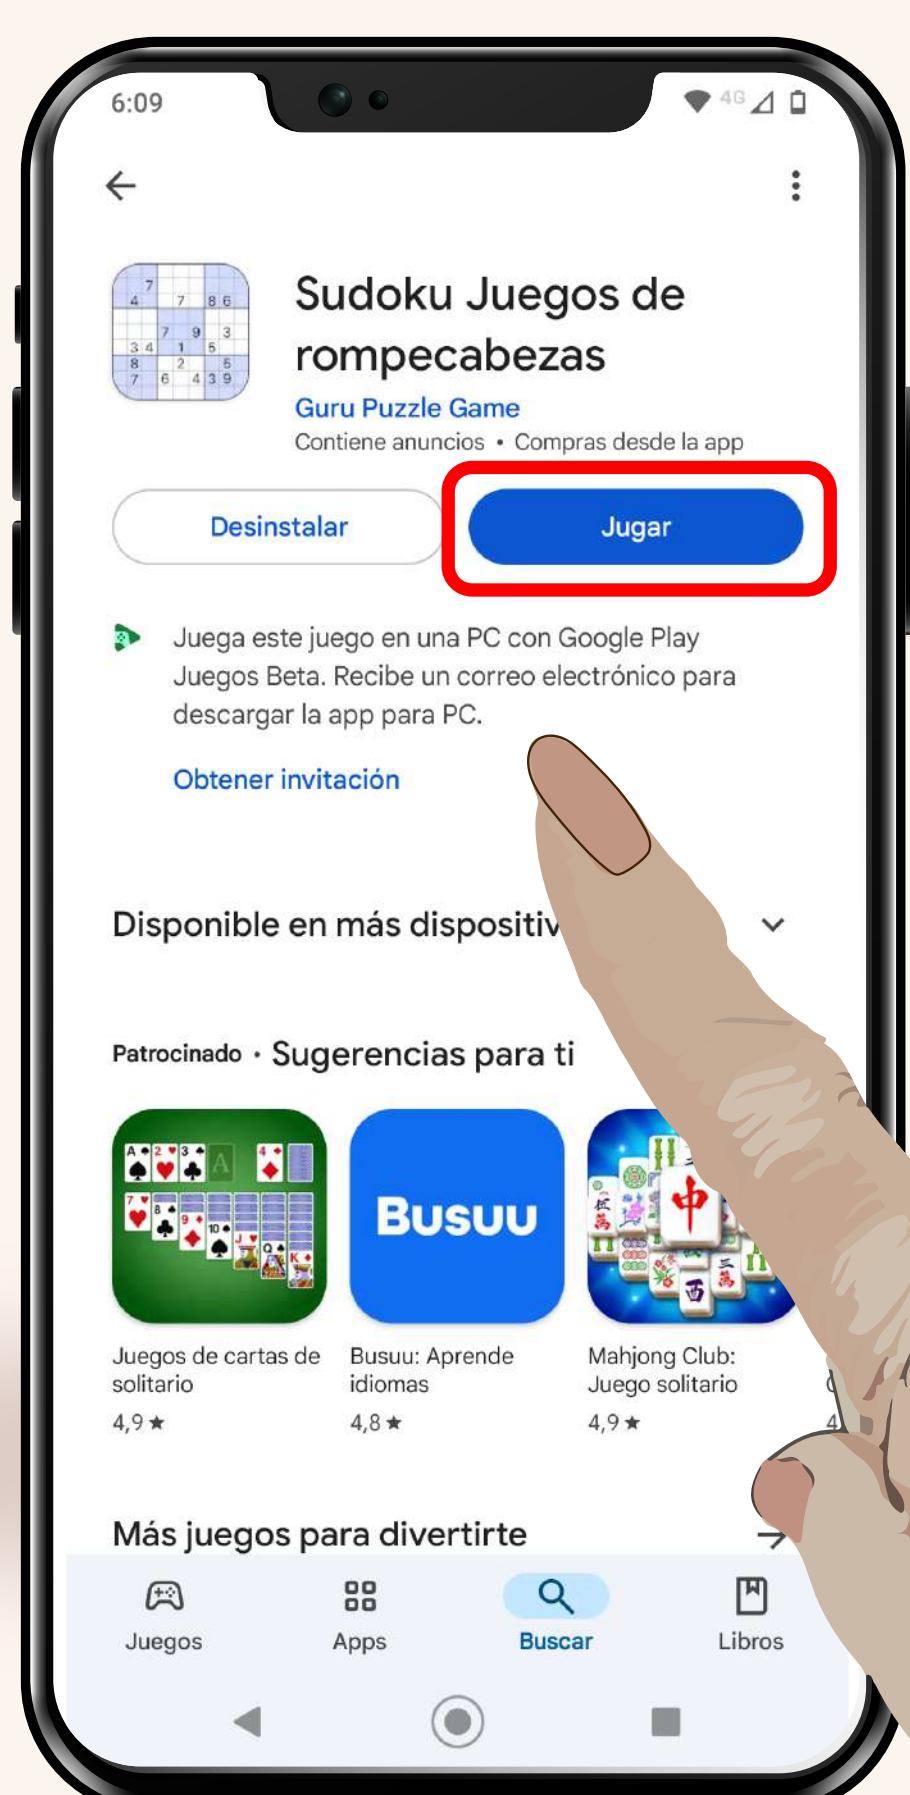 6:09
4G
Sudoku Juegos de
rompecabezas
Guru Puzzle Game
Contiene anuncios • Compras desde la app
Desinstalar
Jugar
Juega este juego en una PC con Google Play
Juegos Beta. Recibe un correo electrónico para
descargar la app para PC.
Obtener invitación
Disponible en más
Patrocinado • Sugerencias para ti
Busuu
中
Juegos de cartas de
solitario
4,9 ★
Busuu: Aprende
idiomas
4,8 ★
Mahjong Club:
Juego solitario
4,9 ★
Más juegos para divertirte
Juegos
Apps
Buscar
Libros